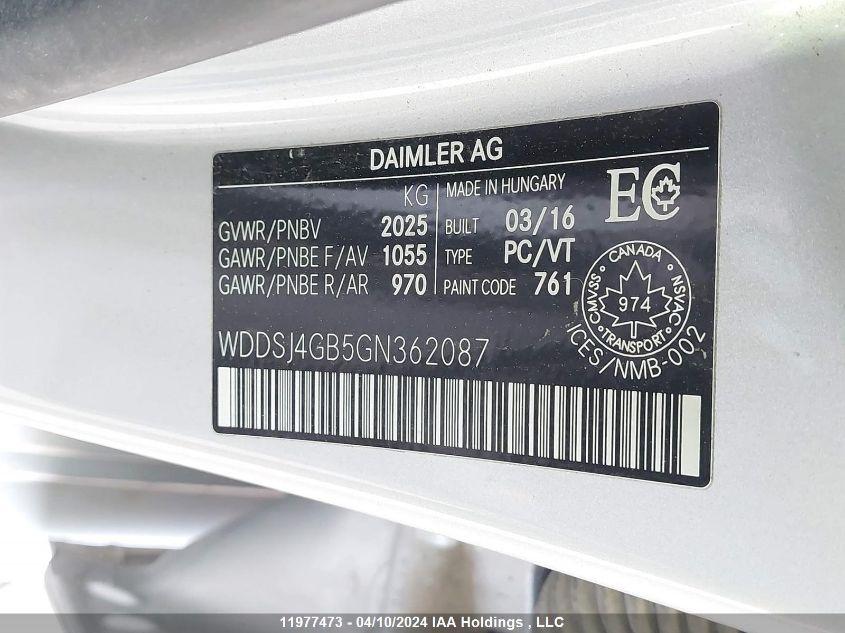 DAIMLER AG
KG
MADE IN HUNGARY
EC
GVWR/PNBV 2025
BUILT 03/16
GAWR/PNBE F/AV 1055
TYPE PC/VT
GAWR/PNBE R/AR 970
PAINT CODE 761
CANADA
CMVSS 974 NSVAC
TRANSPORT
ICES/NMB-002
WDDSJ4GB5GN362087
11977473 - 04/10/2024 IAA Holdings , LLC